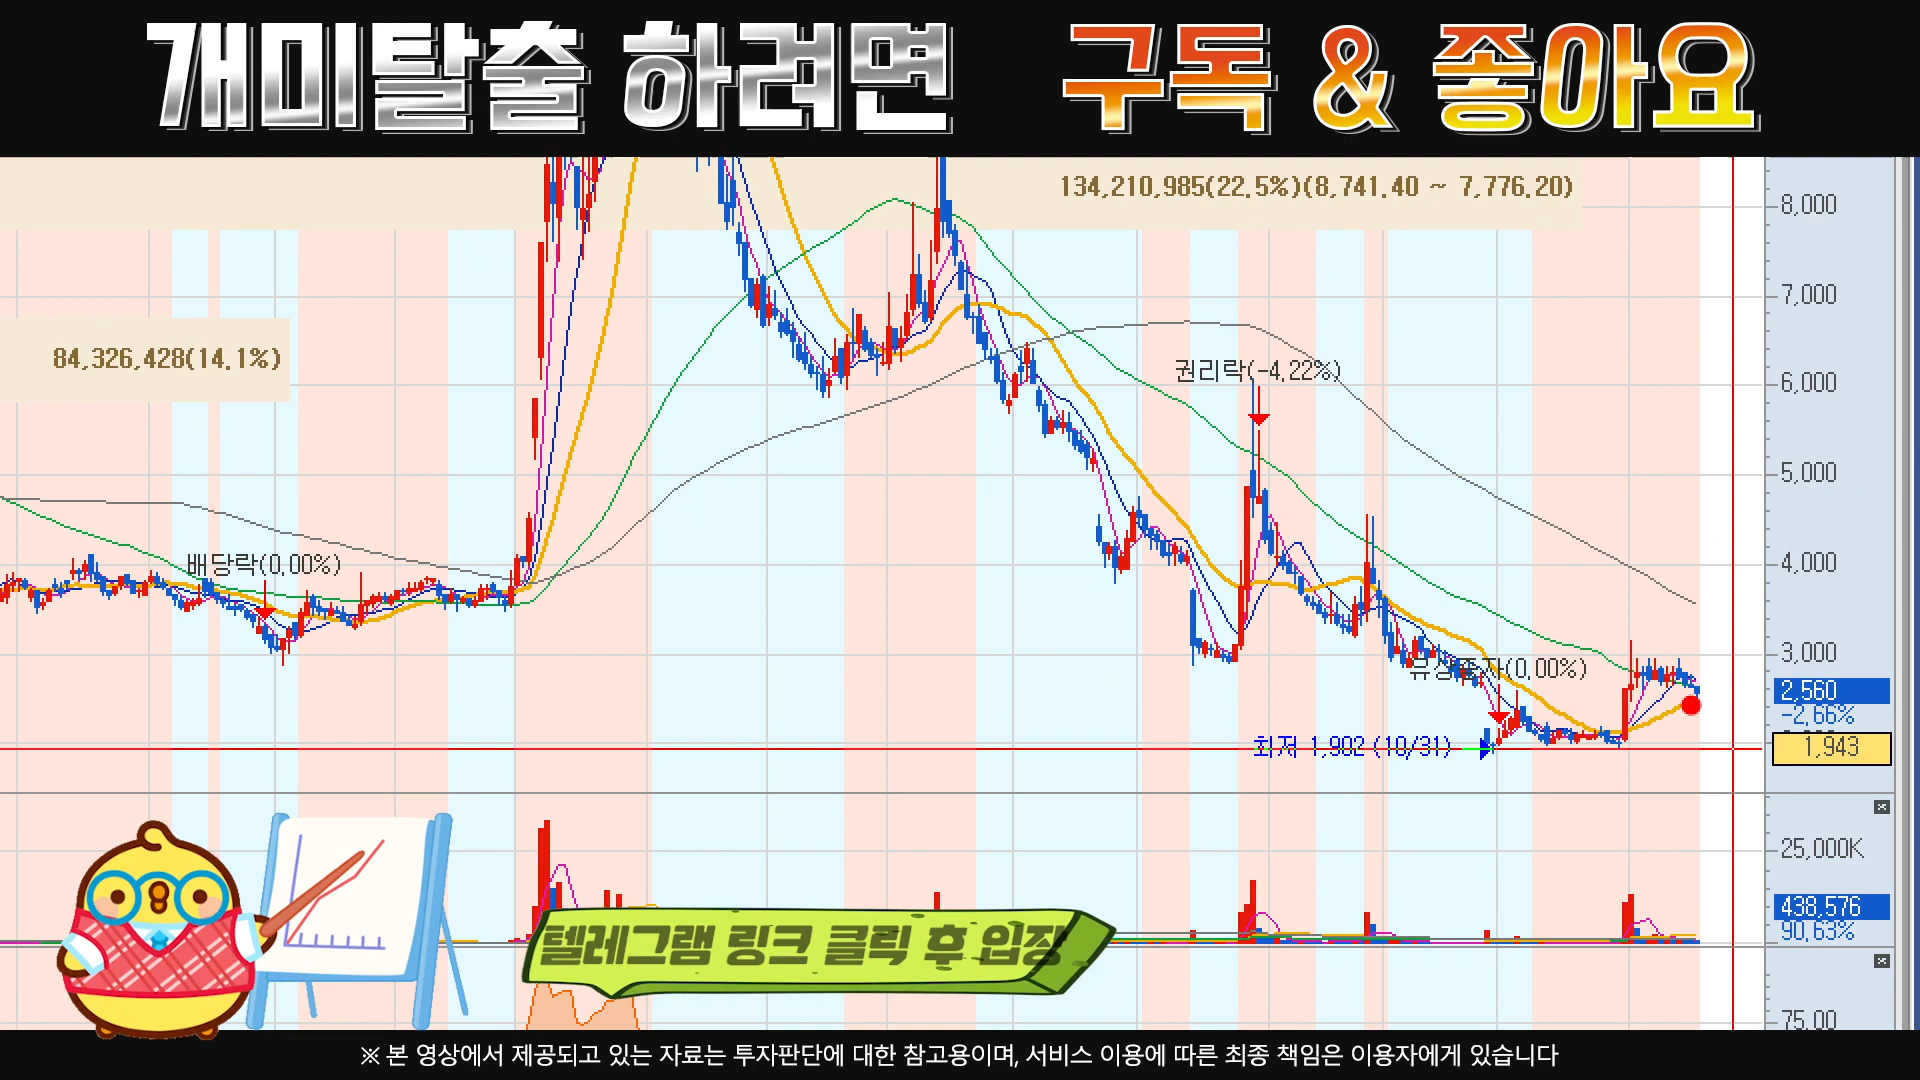 개미탈출 하려면 구독 & 좋아요
134,210,985(22.5%)(8,741.40 ~ 7,776.20)
8,000
7,000
84,326,428(14.1%)
권리락(-4.22%)
6,000
5,000
배당락(0.00%)
4,000
3,000
유상증자(0.00%)
2,560
-2.66%
최저 1,902 (10/31)
1,943
25,000K
438,576
90.63%
텔레그램 링크 클릭 후 입장
75.00
※ 본 영상에서 제공되고 있는 자료는 투자판단에 대한 참고용이며, 서비스 이용에 따른 최종 책임은 이용자에게 있습니다